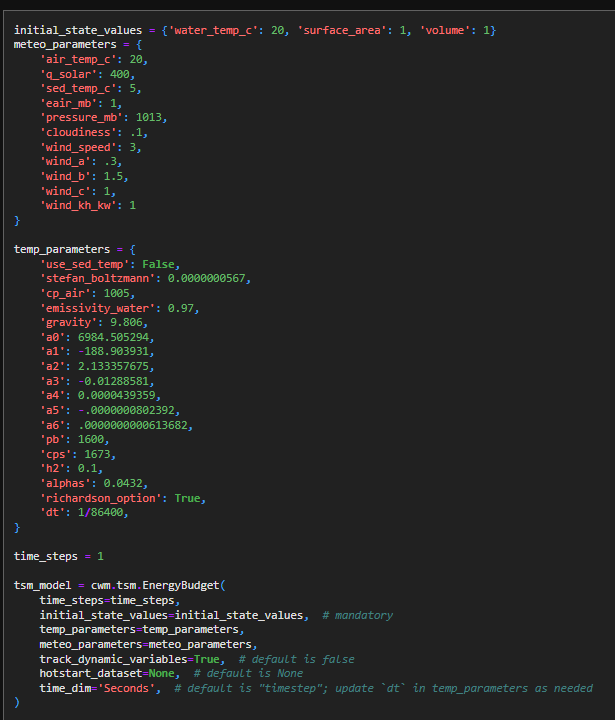 initial_state_values = {'water_temp_c': 20, 'surface_area': 1, 'volume': 1}
meteo_parameters = {
    'air_temp_c': 20,
    'q_solar': 400,
    'sed_temp_c': 5,
    'eair_mb': 1,
    'pressure_mb': 1013,
    'cloudiness': .1,
    'wind_speed': 3,
    'wind_a': .3,
    'wind_b': 1.5,
    'wind_c': 1,
    'wind_kh_kw': 1
}

temp_parameters = {
    'use_sed_temp': False,
    'stefan_boltzmann': 0.0000000567,
    'cp_air': 1005,
    'emissivity_water': 0.97,
    'gravity': 9.806,
    'a0': 6984.505294,
    'a1': -188.903931,
    'a2': 2.133357675,
    'a3': -0.01288581,
    'a4': 0.0000439359,
    'a5': -.0000000802392,
    'a6': .0000000000613682,
    'pb': 1600,
    'cps': 1673,
    'h2': 0.1,
    'alphas': 0.0432,
    'richardson_option': True,
    'dt': 1/86400,
}

time_steps = 1

tsm_model = cwm.tsm.EnergyBudget(
    time_steps=time_steps,
    initial_state_values=initial_state_values,  # mandatory
    temp_parameters=temp_parameters,
    meteo_parameters=meteo_parameters,
    track_dynamic_variables=True,  # default is false
    hotstart_dataset=None,  # default is None
    time_dim='Seconds',  # default is "timestep"; update `dt` in temp_parameters as needed
)